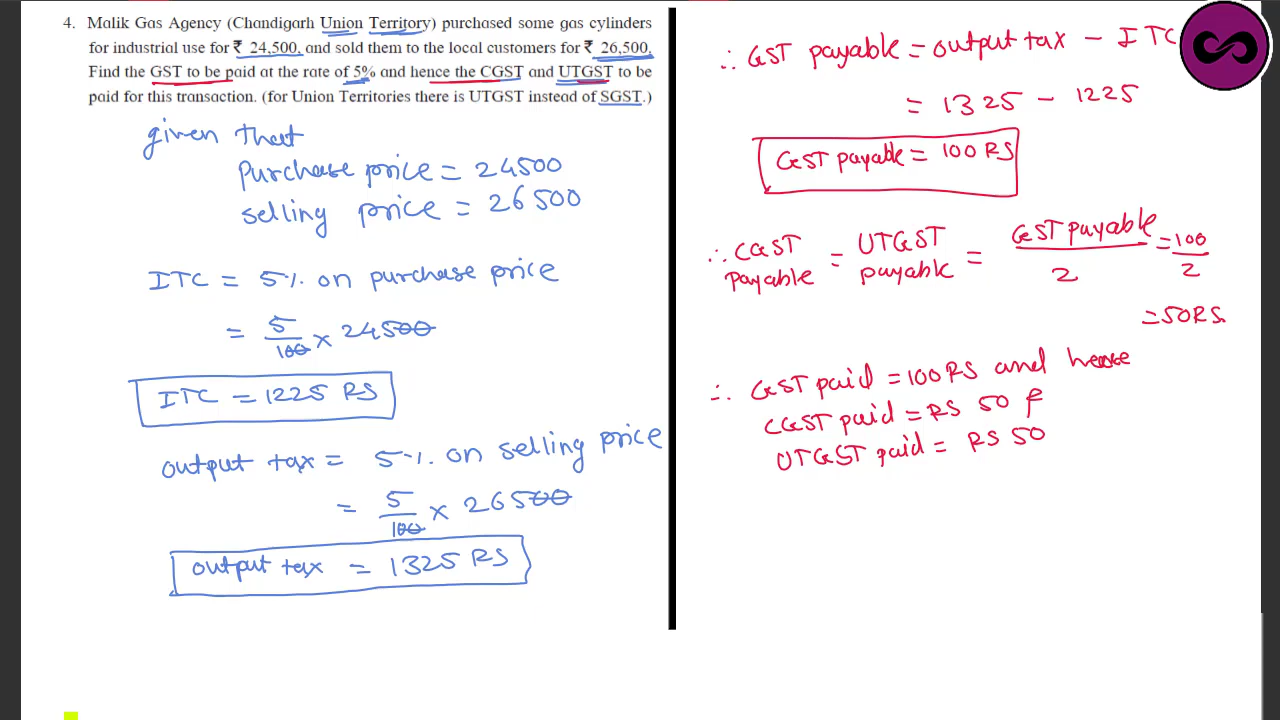 4. Malik Gas Agency (Chandigarh Union Territory) purchased some gas cylinders
for industrial use for ₹ 24,500, and sold them to the local customers for ₹ 26,500.
Find the GST to be paid at the rate of 5% and hence the CGST and UTGST to be
paid for this transaction. (for Union Territories there is UTGST instead of SGST.)
given that
Purchase price = 24500
selling price = 26500
ITC = 5% on purchase price
= 5/100 × 24500
ITC = 1225 RS
output tax = 5% on selling price
= 5/100 × 26500
output tax = 1325 RS
∴ GST payable = output tax - ITC
= 1325 - 1225
GST payable = 100 RS
∴ CGST payable = UTGST payable = GST payable/2 = 100/2
= 50RS.
∴ GST paid = 100RS and hence
CGST paid = RS 50 &
UTGST paid = RS 50